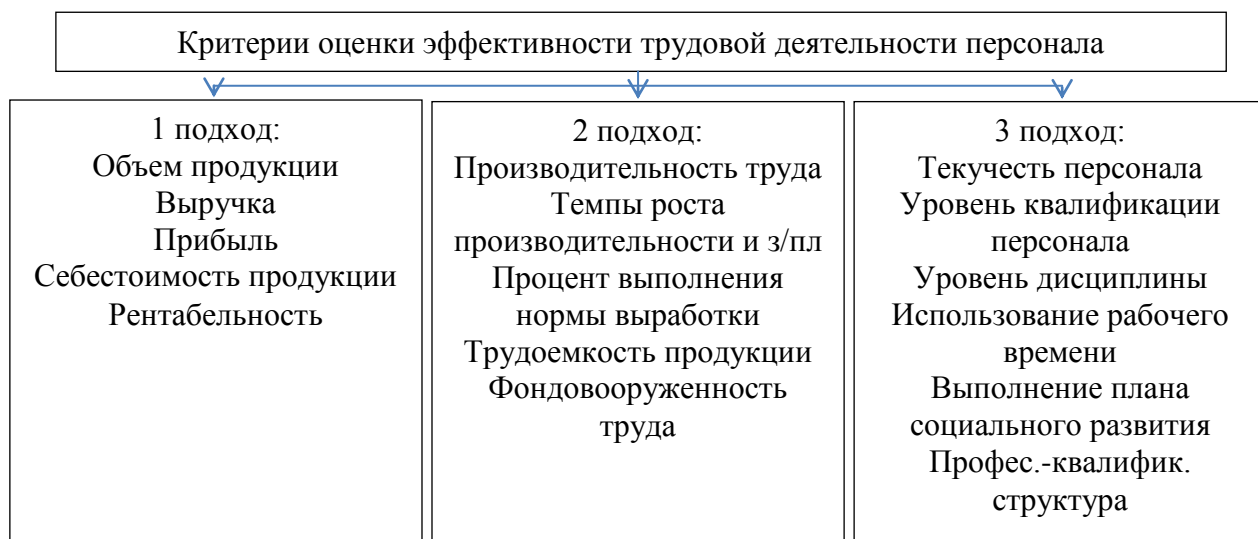 Критерии оценки эффективности трудовой деятельности персонала
1 подход:
Объем продукции
Выручка
Прибыль
Себестоимость продукции
Рентабельность
2 подход:
Производительность труда
Темпы роста
производительности и з/пл
Процент выполнения
нормы выработки
Трудоемкость продукции
Фондовооруженность
труда
3 подход:
Текучесть персонала
Уровень квалификации
персонала
Уровень дисциплины
Использование рабочего
времени
Выполнение плана
социального развития
Профес.-квалифик.
структура